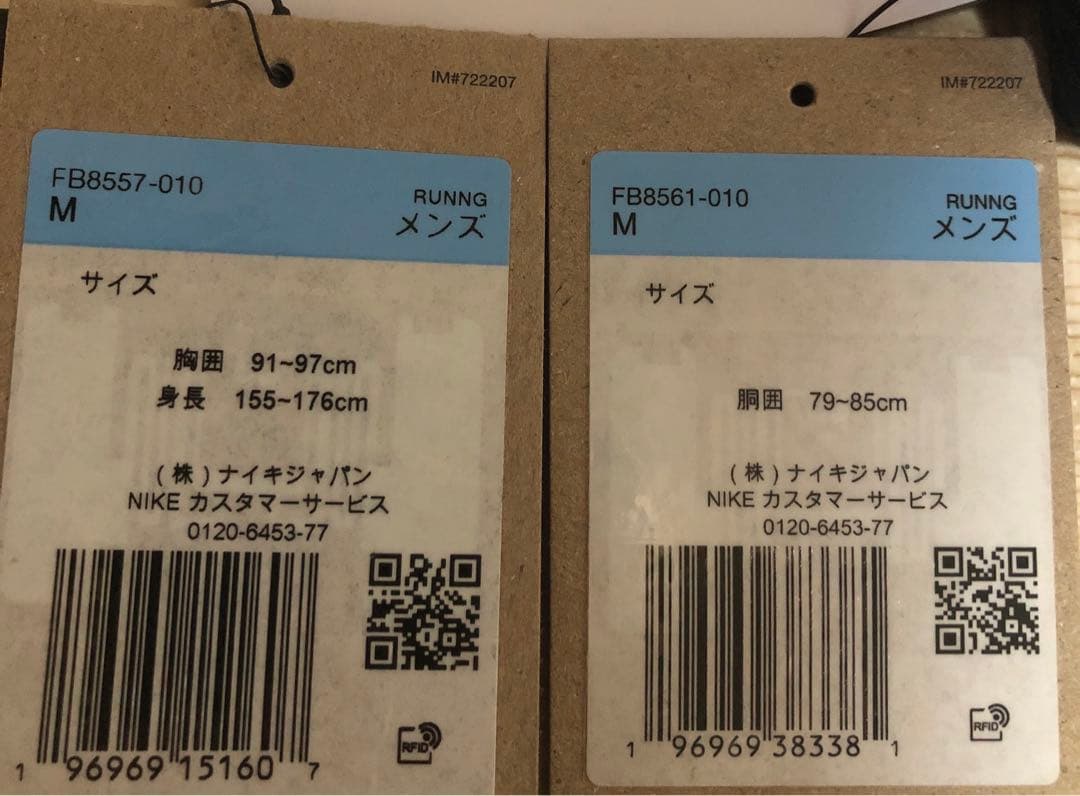 IM#722207
FB8557-010
M
RUNNG
メンズ
サイズ
胸囲 91~97cm
身長 155~176cm
(株)ナイキジャパン
NIKE カスタマーサービス
0120-6453-77
RFID
1 96969 15160 7
IM#722207
FB8561-010
M
RUNNG
メンズ
サイズ
胴囲 79~85cm
(株)ナイキジャパン
NIKE カスタマーサービス
0120-6453-77
RFID
1 96969 38338 1